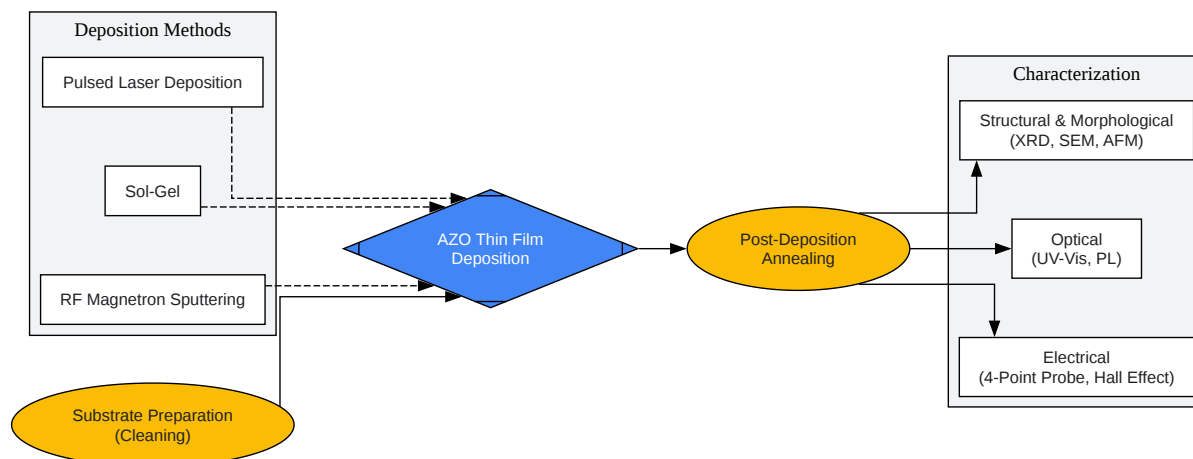 Deposition Methods
Pulsed Laser Deposition
Sol-Gel
RF Magnetron Sputtering
Substrate Preparation
(Cleaning)
AZO Thin Film
Deposition
Post-Deposition
Annealing
Characterization
Structural & Morphological
(XRD, SEM, AFM)
Optical
(UV-Vis, PL)
Electrical
(4-Point Probe, Hall Effect)